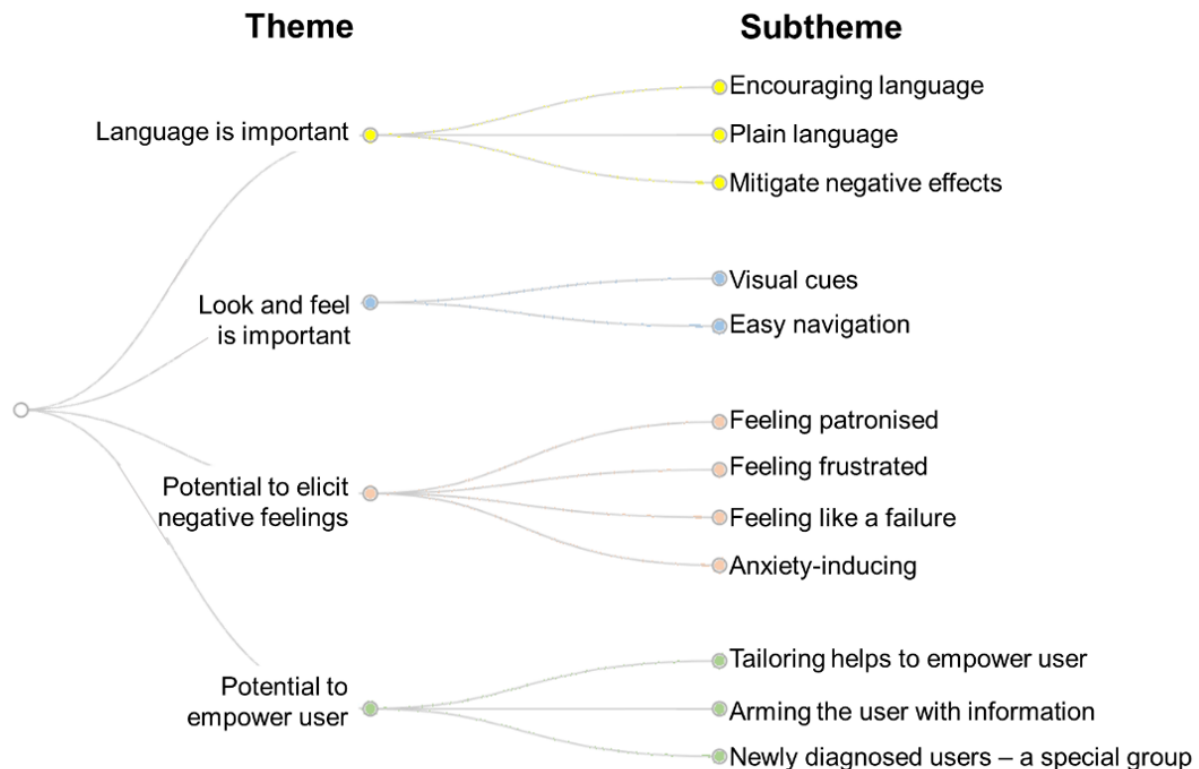 Theme
Subtheme
Language is important
Encouraging language
Plain language
Mitigate negative effects
Look and feel
is important
Visual cues
Easy navigation
Potential to elicit
negative feelings
Feeling patronised
Feeling frustrated
Feeling like a failure
Anxiety-inducing
Potential to
empower user
Tailoring helps to empower user
Arming the user with information
Newly diagnosed users – a special group